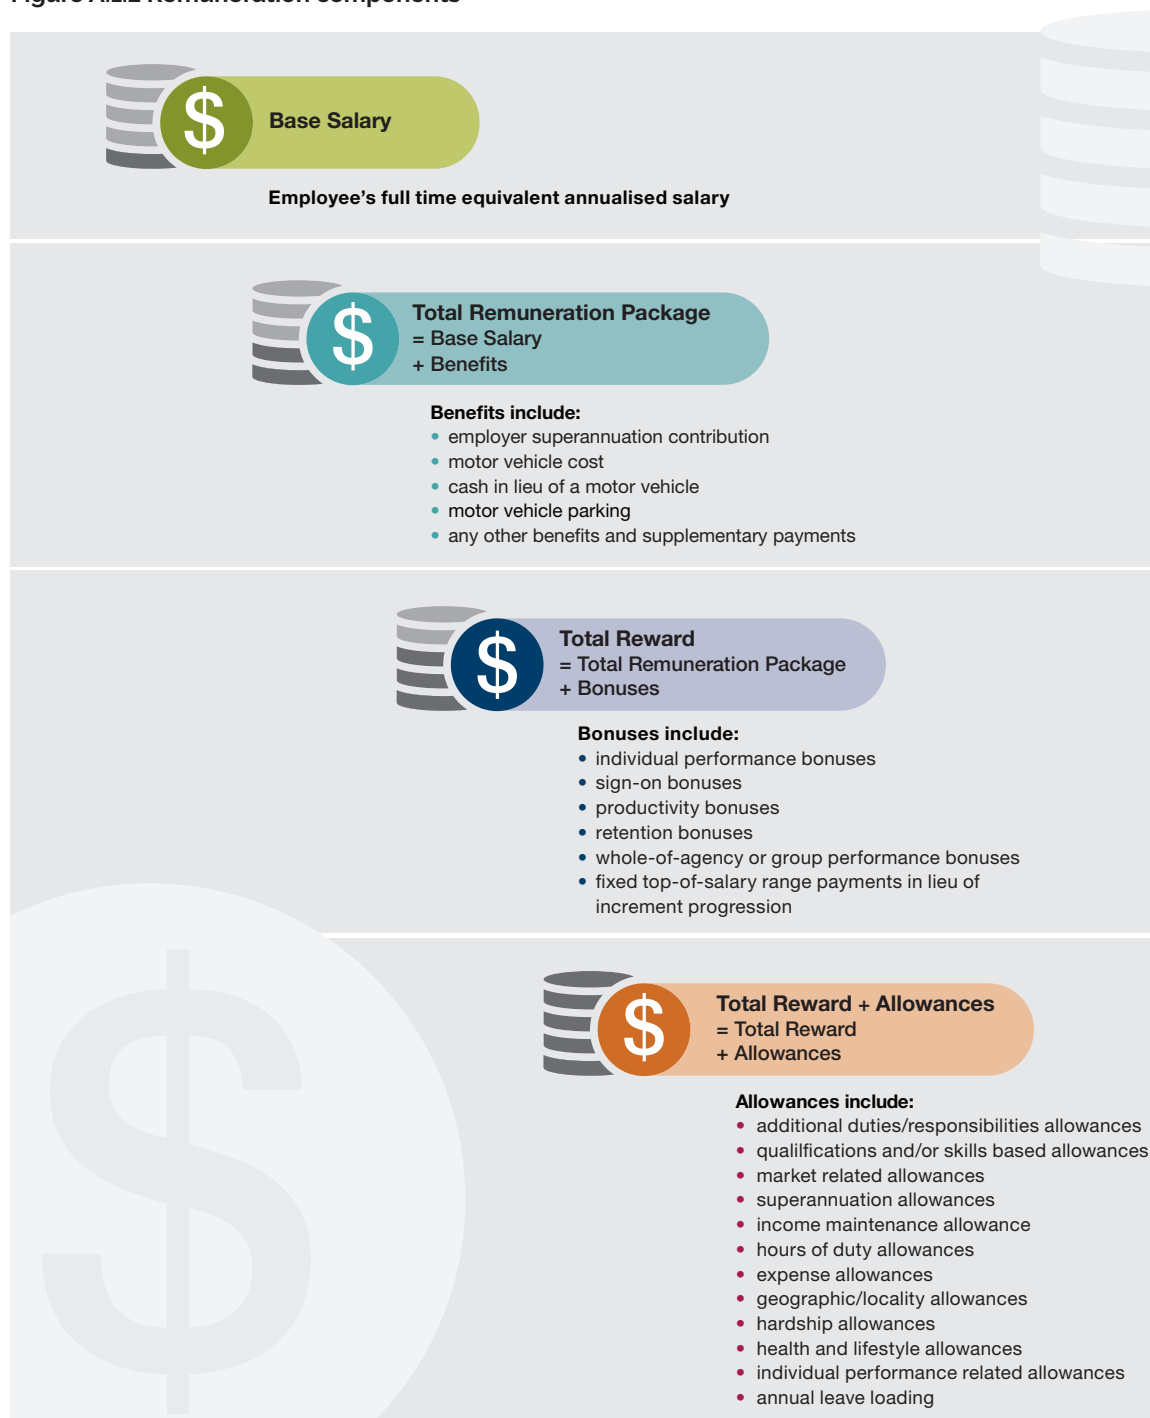 Figure A1.2 Remuneration components
$
Base Salary
Employee's full time equivalent annualised salary
$
Total Remuneration Package
= Base Salary
+ Benefits
Benefits include:
• employer superannuation contribution
• motor vehicle cost
• cash in lieu of a motor vehicle
• motor vehicle parking
• any other benefits and supplementary payments
$
Total Reward
= Total Remuneration Package
+ Bonuses
Bonuses include:
• individual performance bonuses
• sign-on bonuses
• productivity bonuses
• retention bonuses
• whole-of-agency or group performance bonuses
• fixed top-of-salary range payments in lieu of
increment progression
$
$
Total Reward + Allowances
= Total Reward
+ Allowances
Allowances include:
• additional duties/responsibilities allowances
• qualilfications and/or skills based allowances
• market related allowances
• superannuation allowances
• income maintenance allowance
• hours of duty allowances
• expense allowances
• geographic/locality allowances
• hardship allowances
• health and lifestyle allowances
• individual performance related allowances
• annual leave loading